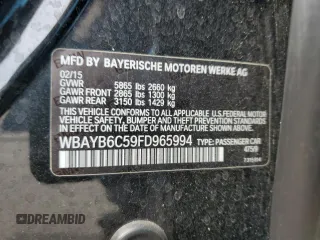 MFD BY BAYERISCHE MOTOREN WERKE AG
02/15
GVWR 5865 lbs 2660 kg
GAWR FRONT 2865 lbs 1300 kg
GAWR REAR 3150 lbs 1429 kg
THIS VEHICLE CONFORMS TO ALL APPLICABLE
U.S. FEDERAL MOTOR VEHICLE SAFETY, BUMPER, AND
THEFT PREVENTION STANDARDS IN EFFECT ON THE
DATE OF MANUFACTURE SHOWN ABOVE.
WBAYB6C59FD965994 TYPE: PASSENGER CAR
DREAMBID